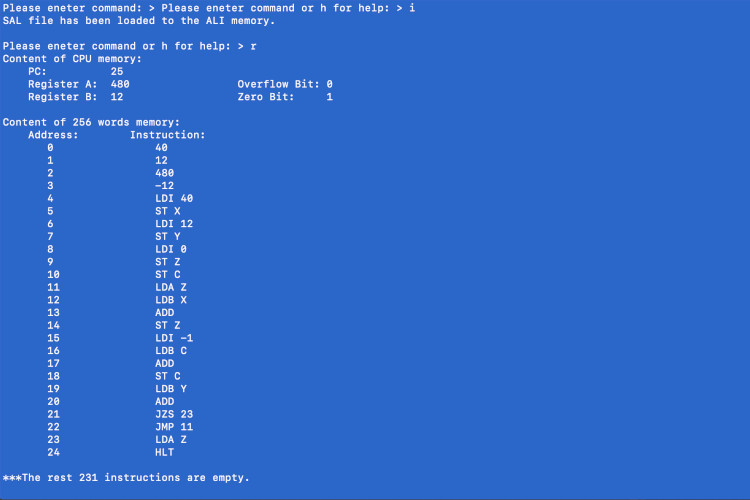 Please eneter command: > Please eneter command or h for help: > i
SAL file has been loaded to the ALI memory.
Please eneter command or h for help: > r
Content of CPU memory:
PC: 25
Register A: 480 Overflow Bit: 0
Register B: 12 Zero Bit: 1
Content of 256 words memory:
Address: Instruction:
0 40
1 12
2 480
3 -12
4 LDI 40
5 ST X
6 LDI 12
7 ST Y
8 LDI 0
9 ST Z
10 ST C
11 LDA Z
12 LDB X
13 ADD
14 ST Z
15 LDI -1
16 LDB C
17 ADD
18 ST C
19 LDB Y
20 ADD
21 JZS 23
22 JMP 11
23 LDA Z
24 HLT
***The rest 231 instructions are empty.